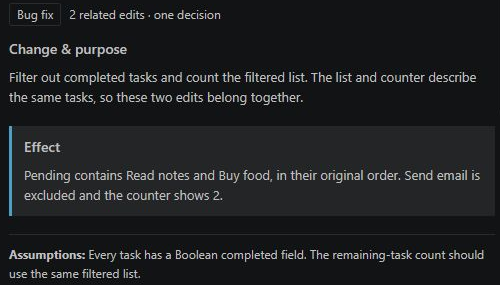 Bug fix 2 related edits · one decision
Change & purpose
Filter out completed tasks and count the filtered list. The list and counter describe
the same tasks, so these two edits belong together.
Effect
Pending contains Read notes and Buy food, in their original order. Send email is
excluded and the counter shows 2.
Assumptions: Every task has a Boolean completed field. The remaining-task count should
use the same filtered list.